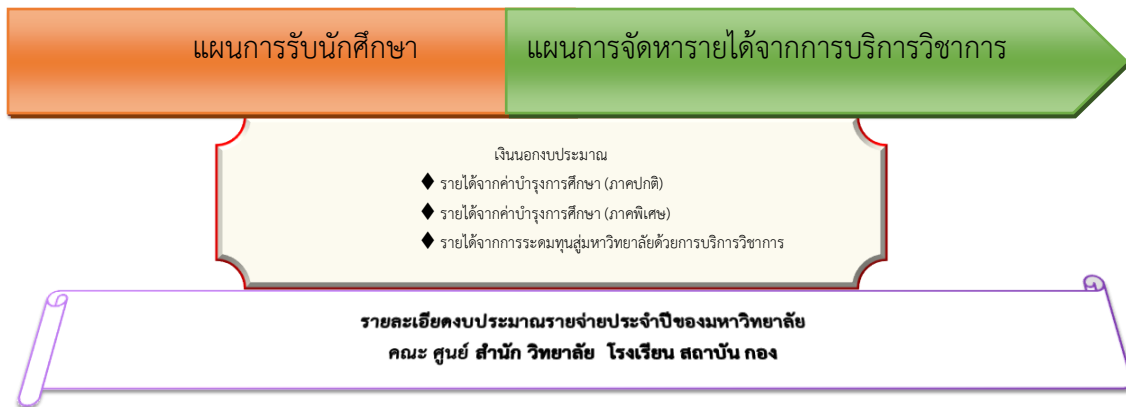 แผนการรับนักศึกษา
แผนการจัดหารายได้จากการบริการวิชาการ
เงินนอกงบประมาณ
♦ รายได้จากค่าบำรุงการศึกษา (ภาคปกติ)
♦ รายได้จากค่าบำรุงการศึกษา (ภาคพิเศษ)
♦ รายได้จากการระดมทุนสู่มหาวิทยาลัยด้วยการบริการวิชาการ
รายละเอียดงบประมาณรายจ่ายประจำปีของมหาวิทยาลัย
คณะ ศูนย์ สำนัก วิทยาลัย โรงเรียน สถาบัน กอง